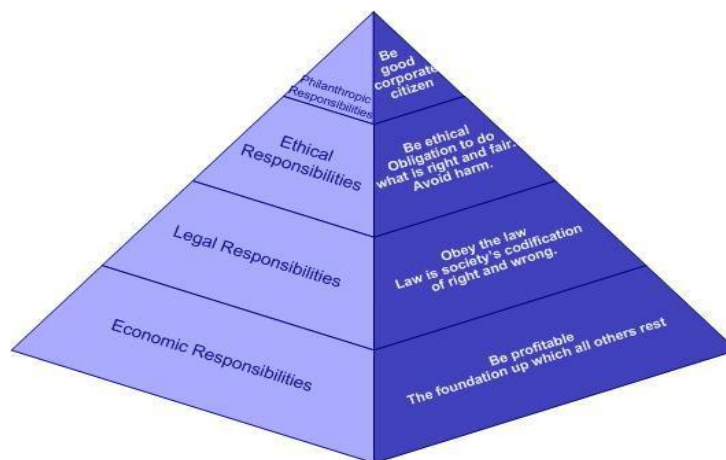 Philanthropic
Responsibilities
Be
good
corporate
citizen
Ethical
Responsibilities
Be ethical
Obligation to do
what is right and fair.
Avoid harm.
Legal Responsibilities
Obey the law
Law is society's codification
of right and wrong.
Economic Responsibilities
Be profitable
The foundation up which all others rest